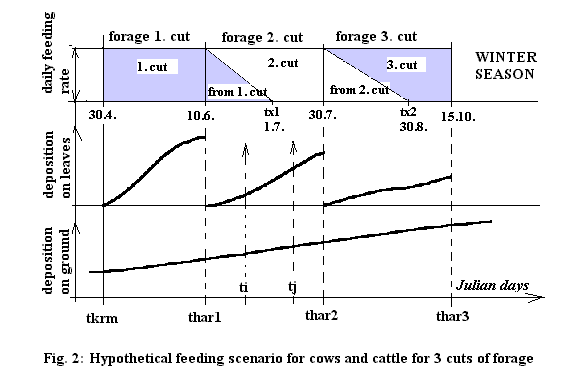 forage 1. cut forage 2. cut forage 3. cut
daily feeding rate
1.cut 2.cut 3.cut
from 1.cut from 2.cut
WINTER SEASON
30.4. 10.6. tx1 1.7. 30.7. tx2 30.8. 15.10.
deposition on leaves
deposition on ground
ti tj
Julian days
tkrm thar1 thar2 thar3
Fig. 2: Hypothetical feeding scenario for cows and cattle for 3 cuts of forage